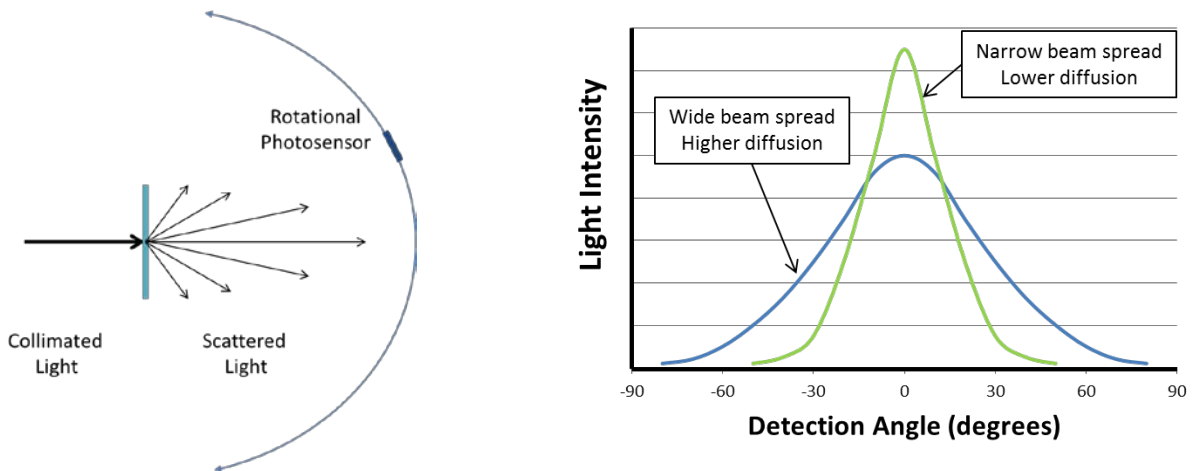 Rotational
Photosensor
Collimated
Light
Scattered
Light
Light Intensity
Wide beam spread
Higher diffusion
Narrow beam spread
Lower diffusion
-90
-60
-30
0
30
60
90
Detection Angle (degrees)